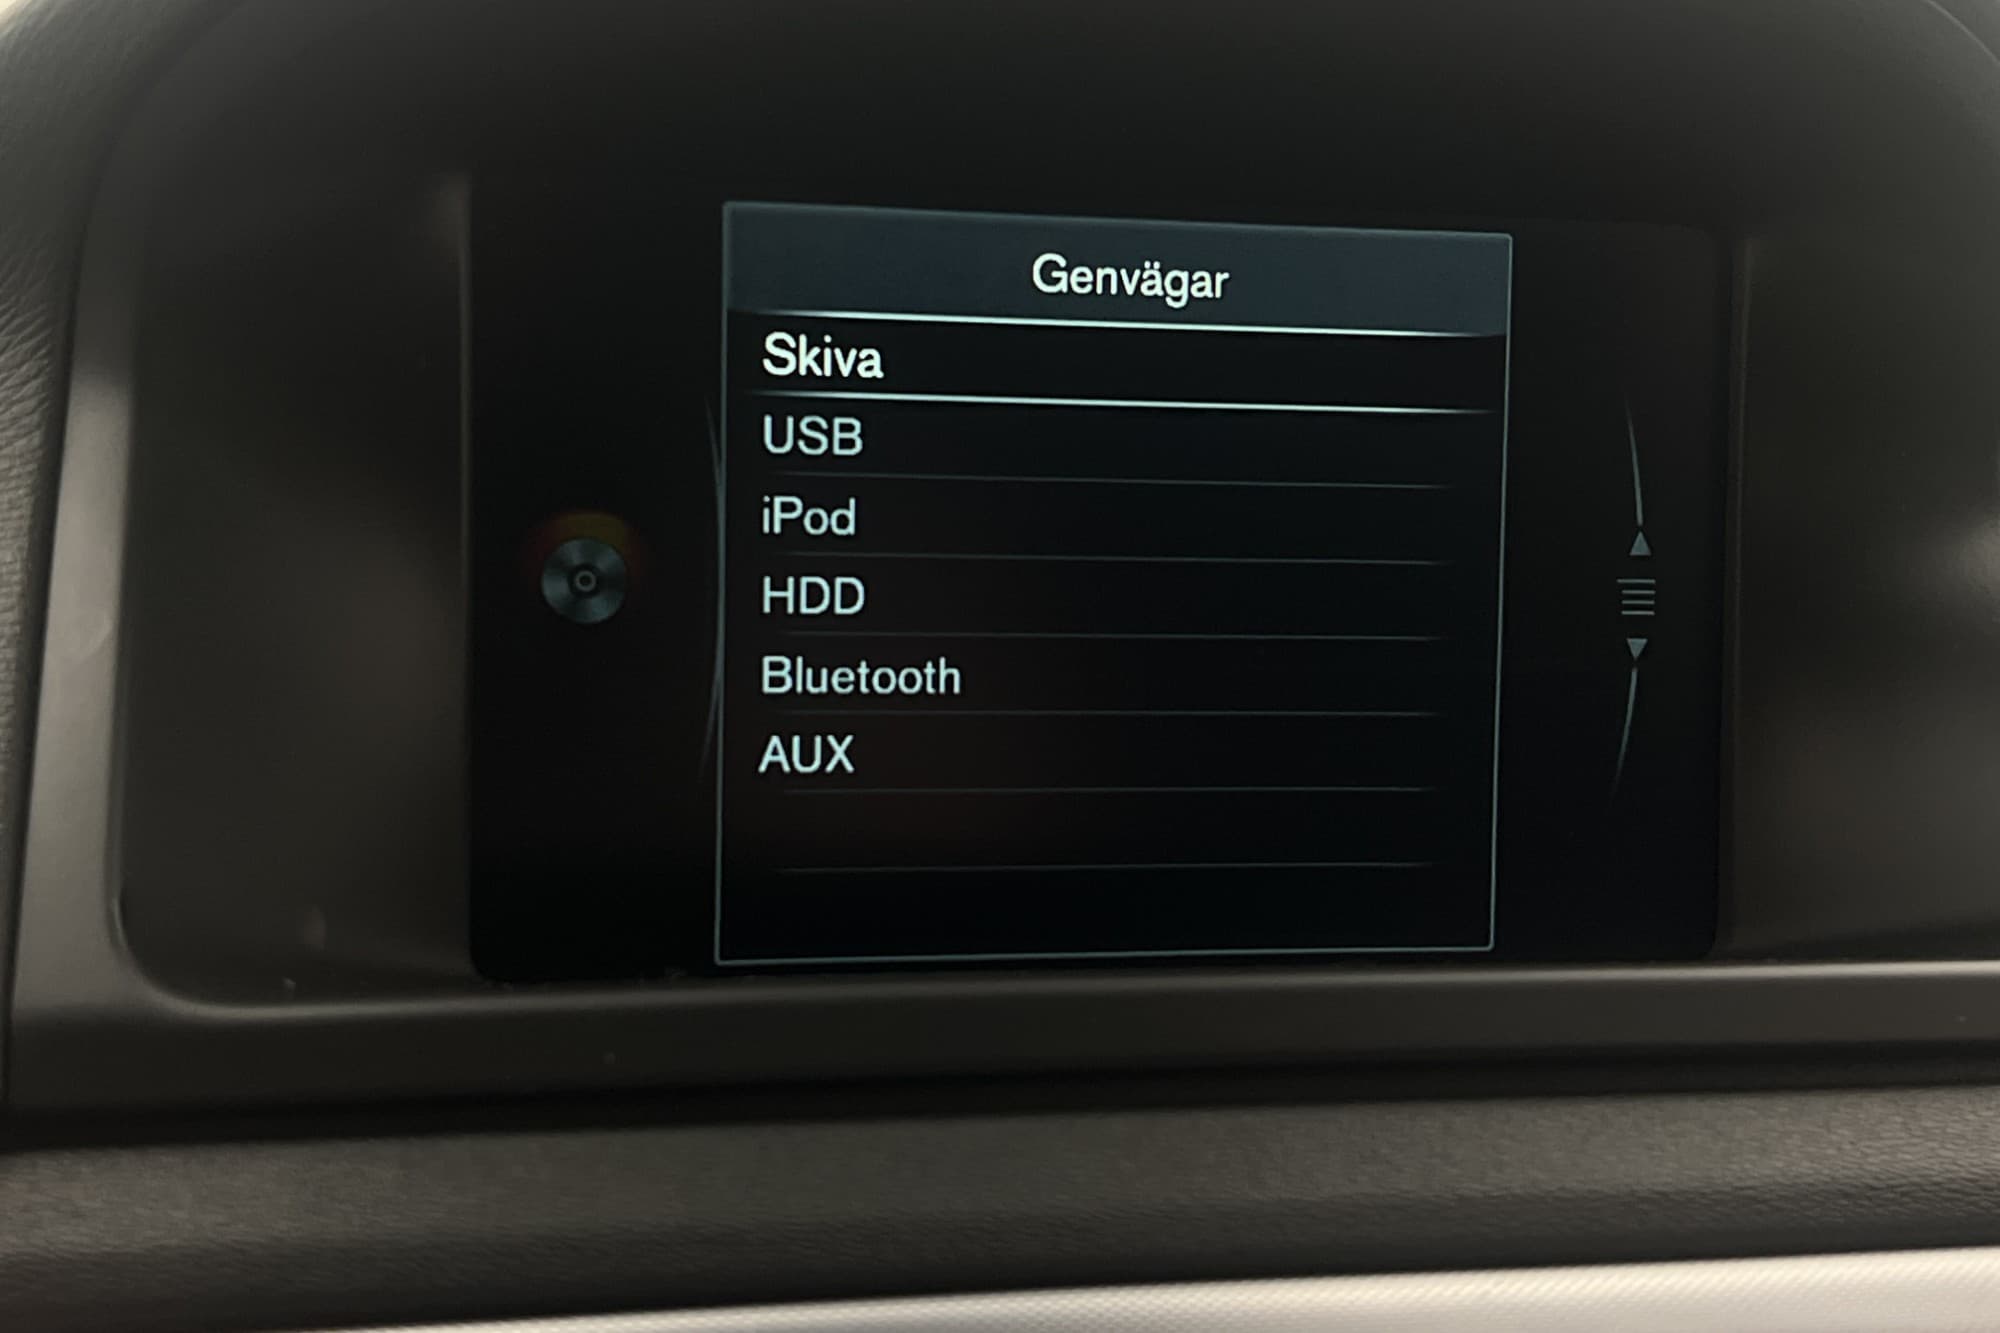 Genvägar
Skiva
USB
iPod
HDD
Bluetooth
AUX